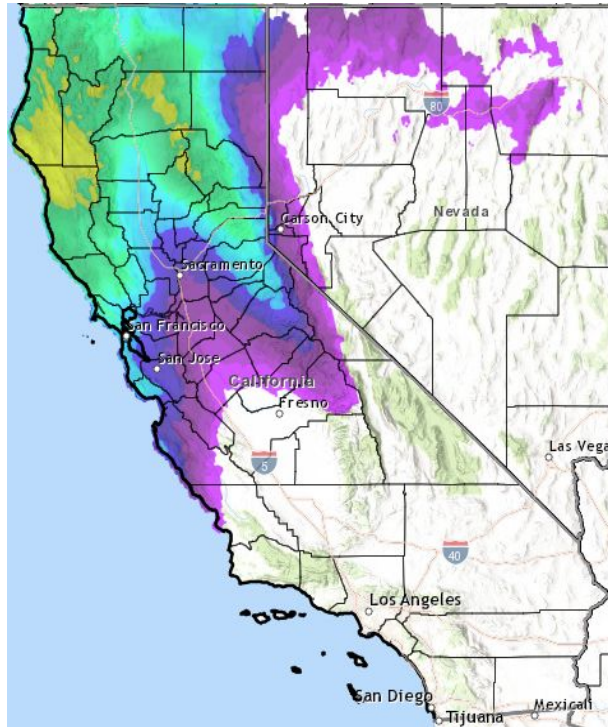 80
Carson City
Nevada
Sacramento
San Francisco
San Jose
California
Fresno
5
Las Vega
40
Los Angeles
San Diego
Tijuana
Mexicali